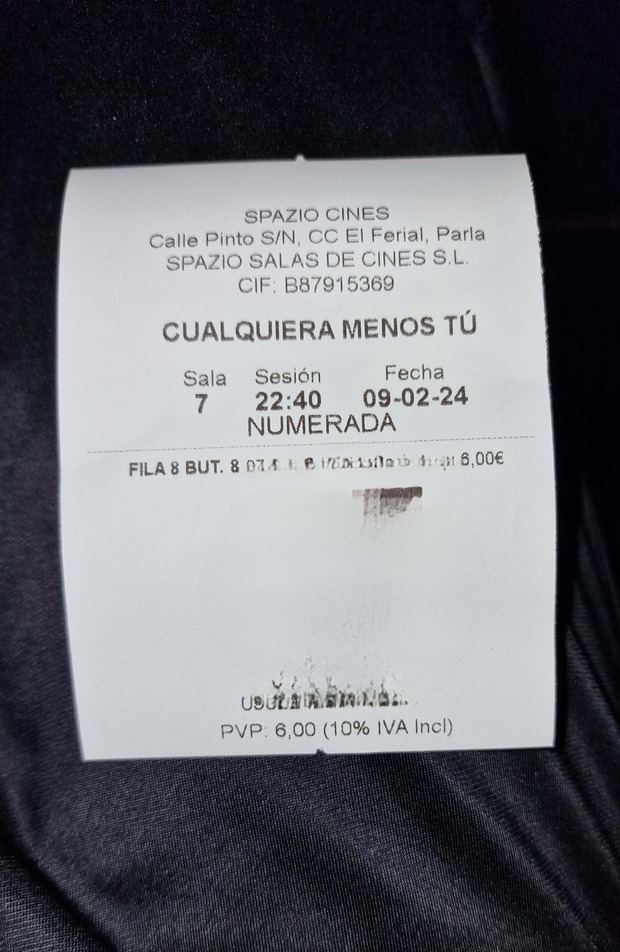 SPAZIO CINES
Calle Pinto S/N, CC El Ferial, Parla
SPAZIO SALAS DE CINES S.L.
CIF: B87915369
CUALQUIERA MENOS TÚ
Sala Sesión Fecha
7 22:40 09-02-24
NUMERADA
FILA 8 BUT. 8 6,00€
PVP: 6,00 (10% IVA Incl)